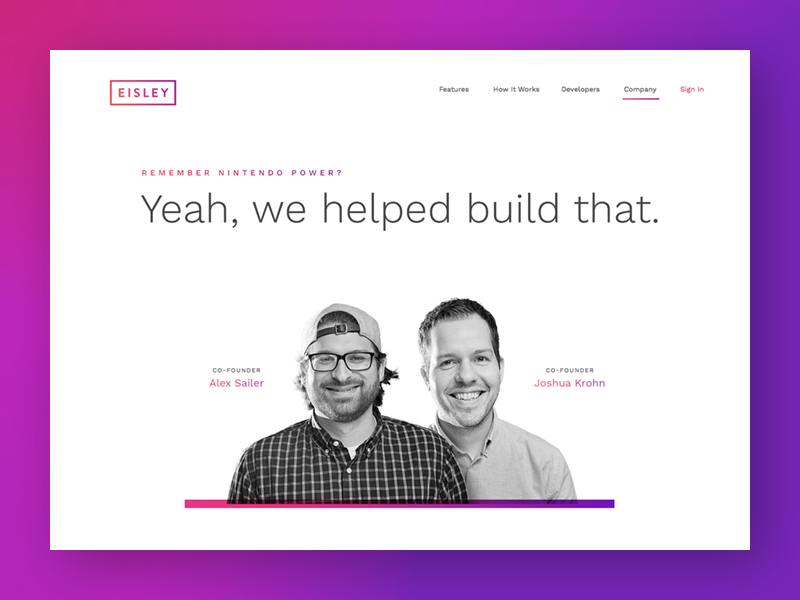 EISLEY
Features How It Works Developers Company Sign In
REMEMBER NINTENDO POWER?
Yeah, we helped build that.
CO-FOUNDER
Alex Sailer
CO-FOUNDER
Joshua Krohn